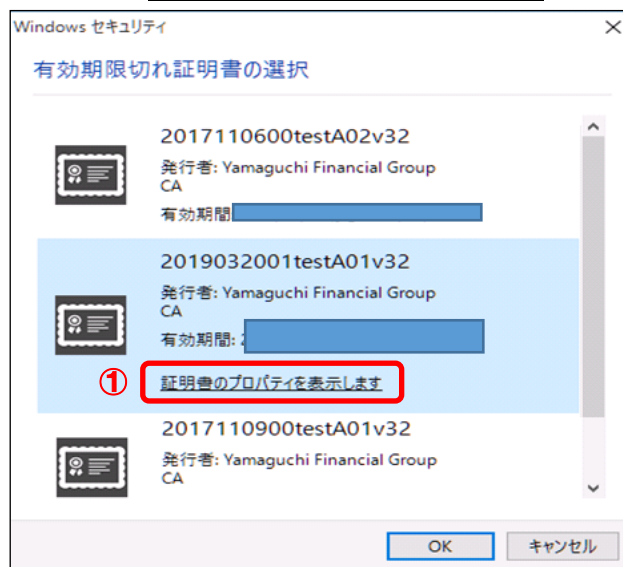 Windows セキュリティ
有効期限切れ証明書の選択
2017110600testA02v32
発行者: Yamaguchi Financial Group
CA
有効期間
2019032001testA01v32
発行者: Yamaguchi Financial Group
CA
有効期間:
① 証明書のプロパティを表示します
2017110900testA01v32
発行者: Yamaguchi Financial Group
CA
OK キャンセル